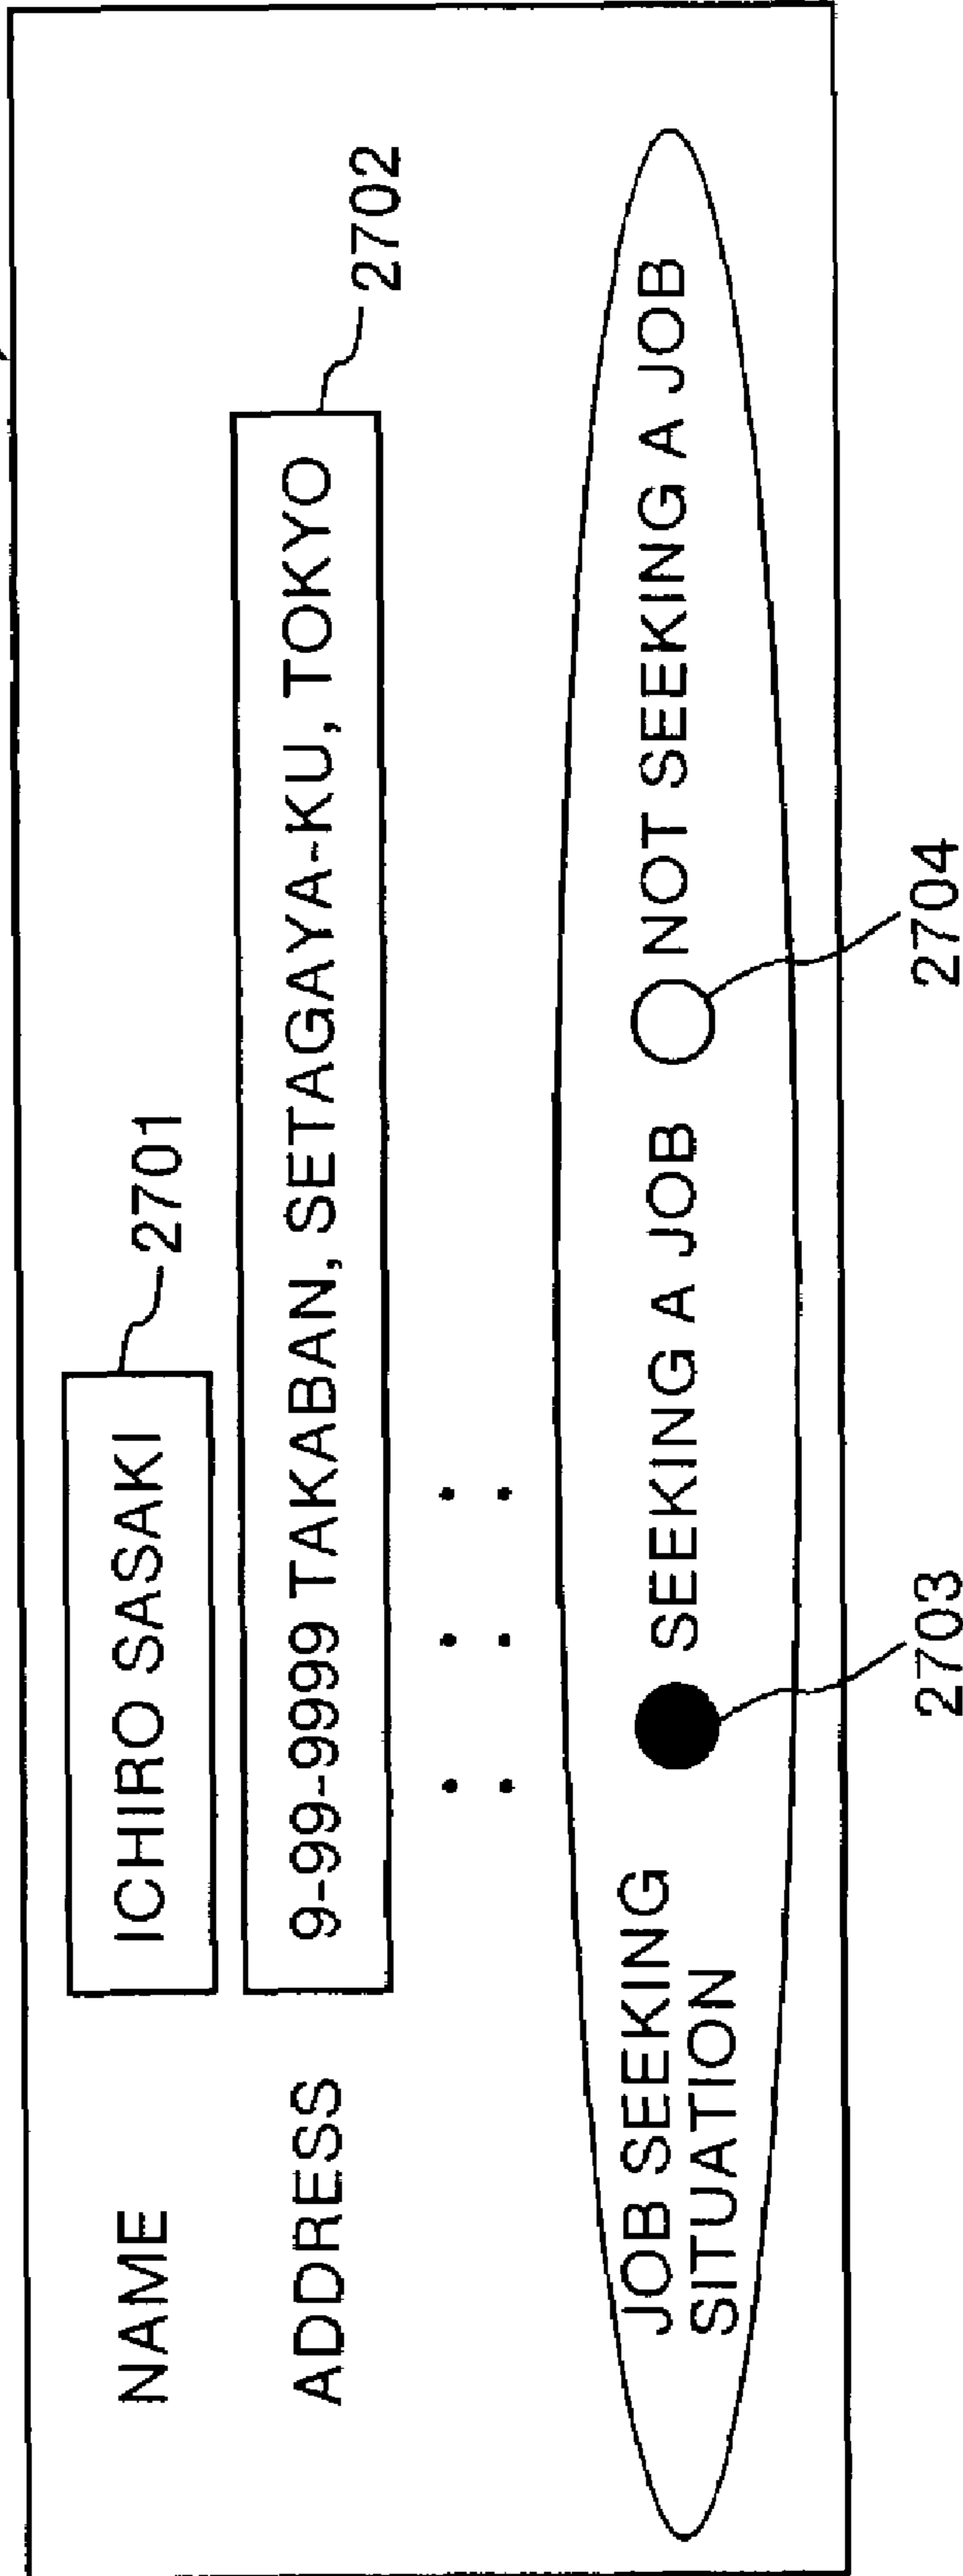 NAME
ICHIRO SASAKI
2701
ADDRESS
9-99-9999 TAKABAN, SETAGAYA-KU, TOKYO
2702
JOB SEEKING
SITUATION
SEEKING A JOB
NOT SEEKING A JOB
2703
2704